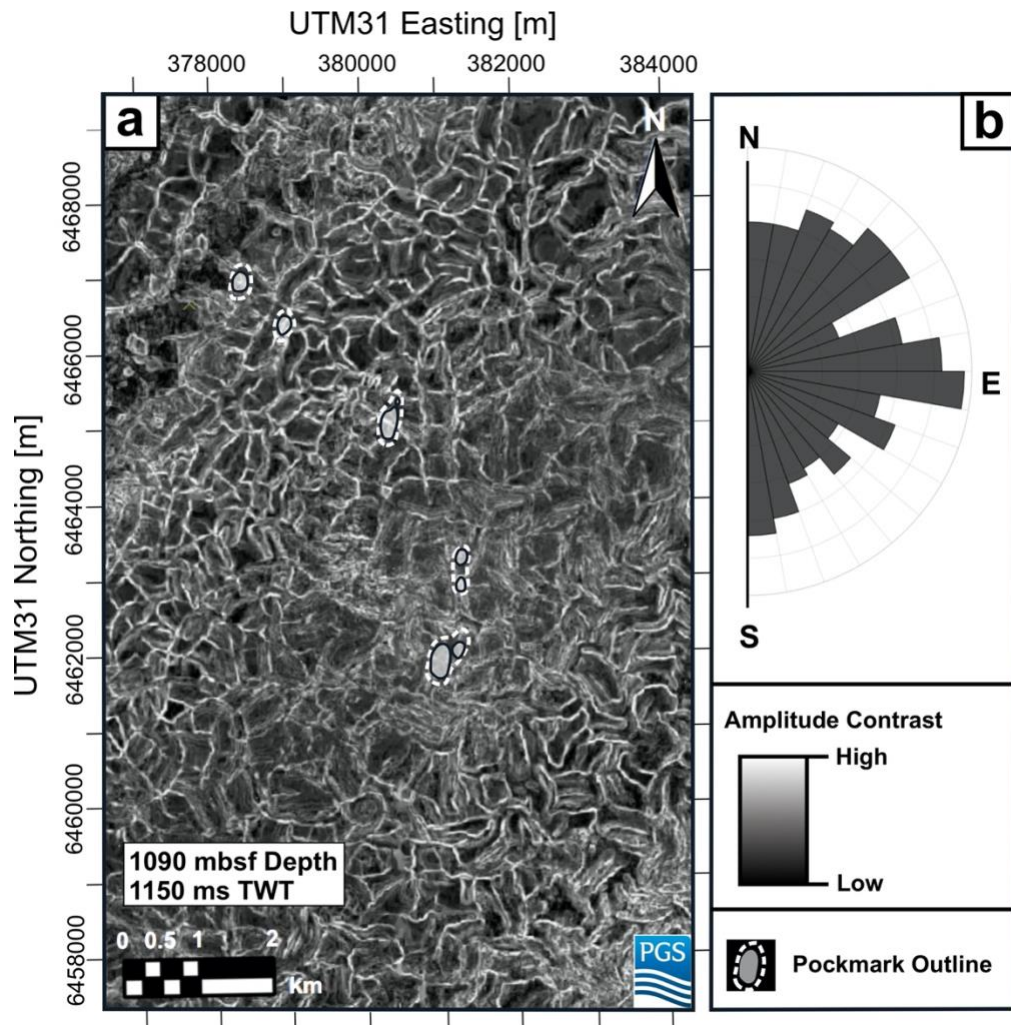 UTM31 Easting [m]
378000 380000 382000 384000
a
N
b
N
E
S
UTM31 Northing [m]
6468000
6466000
6464000
6462000
6460000
6458000
1090 mbsf Depth
1150 ms TWT
0 0.5 1 2
Km
PGS
Amplitude Contrast
High
Low
Pockmark Outline